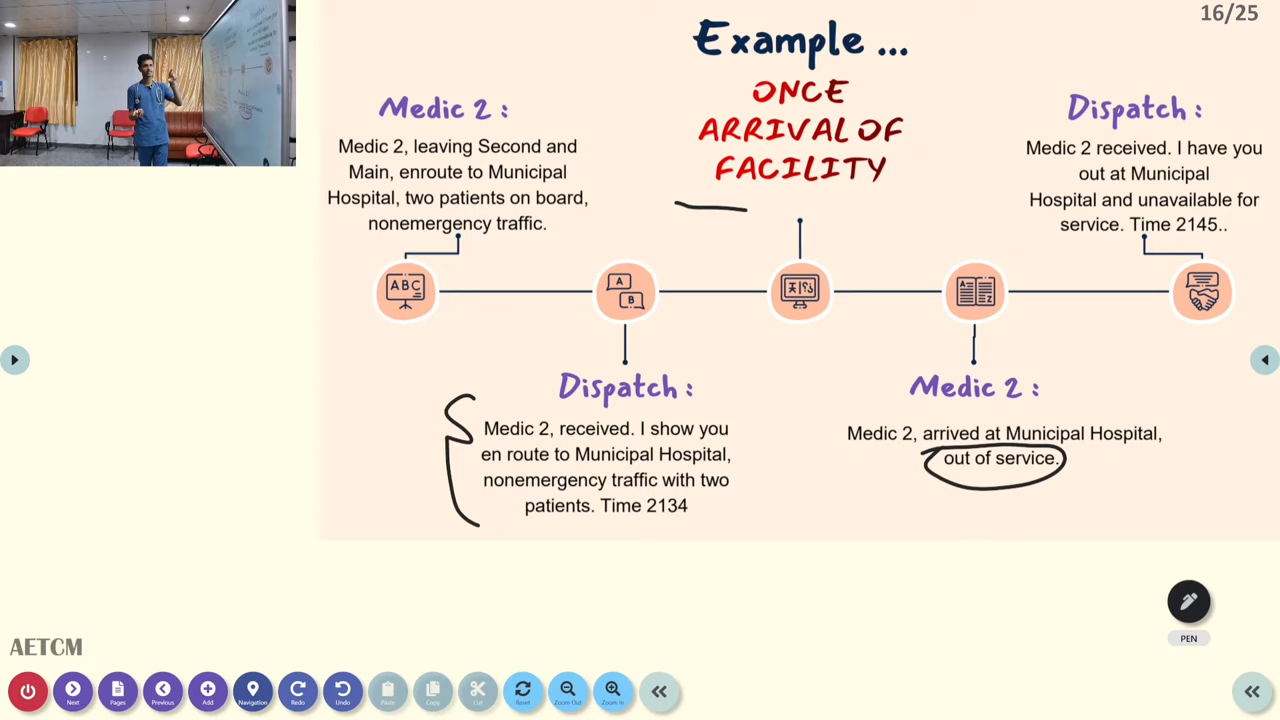 16/25
Example ...
ONCE
ARRIVAL OF
FACILITY
Medic 2 :
Medic 2, leaving Second and
Main, enroute to Municipal
Hospital, two patients on board,
nonemergency traffic.
Dispatch :
Medic 2 received. I have you
out at Municipal
Hospital and unavailable for
service. Time 2145..
ABC
A
B
A
Z
Dispatch :
Medic 2, received. I show you
en route to Municipal Hospital,
nonemergency traffic with two
patients. Time 2134
Medic 2 :
Medic 2, arrived at Municipal Hospital,
out of service.
PEN
AETCM
Next
Pages
Previous
Add
Navigation
Redo
Undo
Paste
Copy
Cut
Reset
Zoom Out
Zoom In